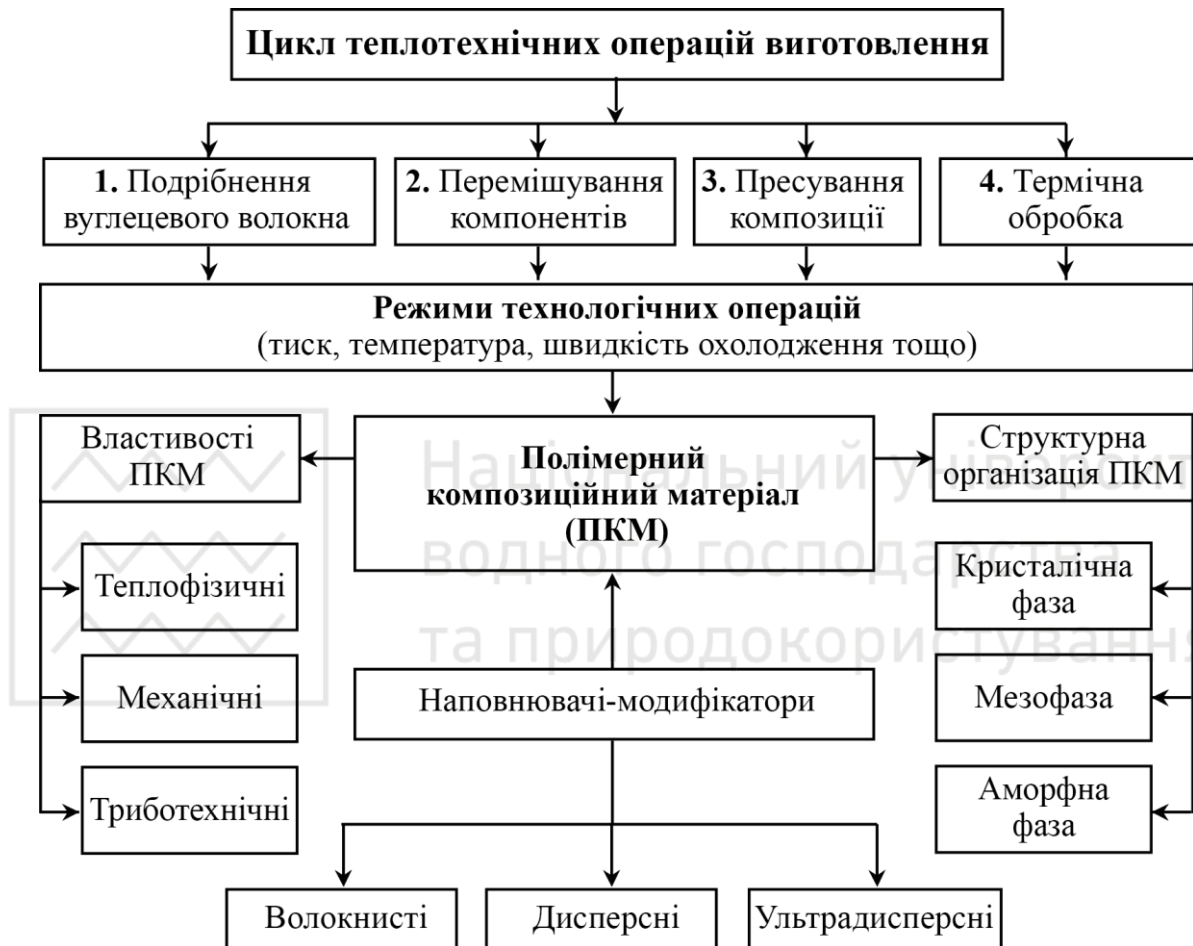 Цикл теплотехнічних операцій виготовлення
1. Подрібнення
вуглецевого волокна
2. Перемішування
компонентів
3. Пресування
композиції
4. Термічна
обробка
Режими технологічних операцій
(тиск, температура, швидкість охолодження тощо)
Властивості
ПКМ
Полімерний
композиційний матеріал
(ПКМ)
Структурна
організація ПКМ
Національний університ
водного господарства
та природокористування
Теплофізичні
Механічні
Триботехнічні
Наповнювачі-модифікатори
Кристалічна
фаза
Мезофаза
Аморфна
фаза
Волокнисті
Дисперсні
Ультрадисперсні